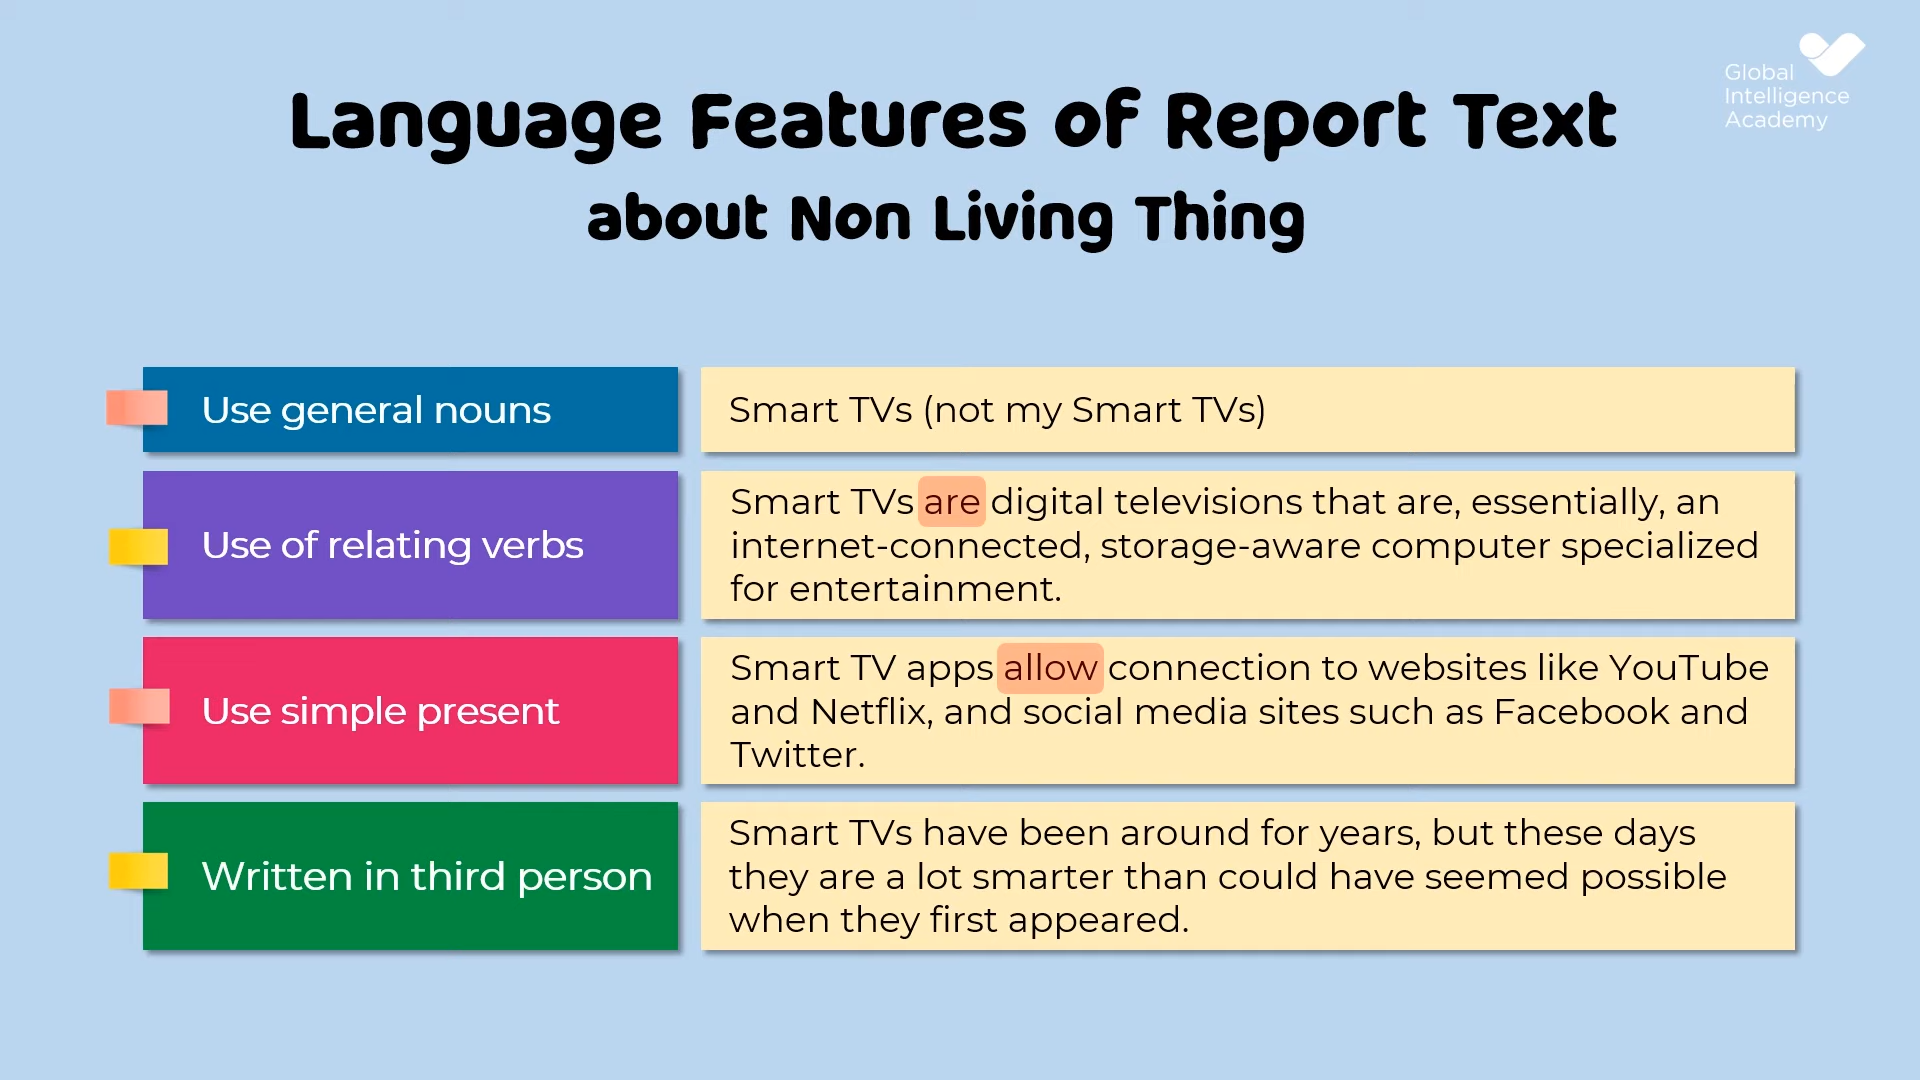 Global
Intelligence
Academy
Language Features of Report Text
about Non Living Thing
Use general nouns
Smart TVs (not my Smart TVs)
Use of relating verbs
Smart TVs are digital televisions that are, essentially, an
internet-connected, storage-aware computer specialized
for entertainment.
Use simple present
Smart TV apps allow connection to websites like YouTube
and Netflix, and social media sites such as Facebook and
Twitter.
Written in third person
Smart TVs have been around for years, but these days
they are a lot smarter than could have seemed possible
when they first appeared.